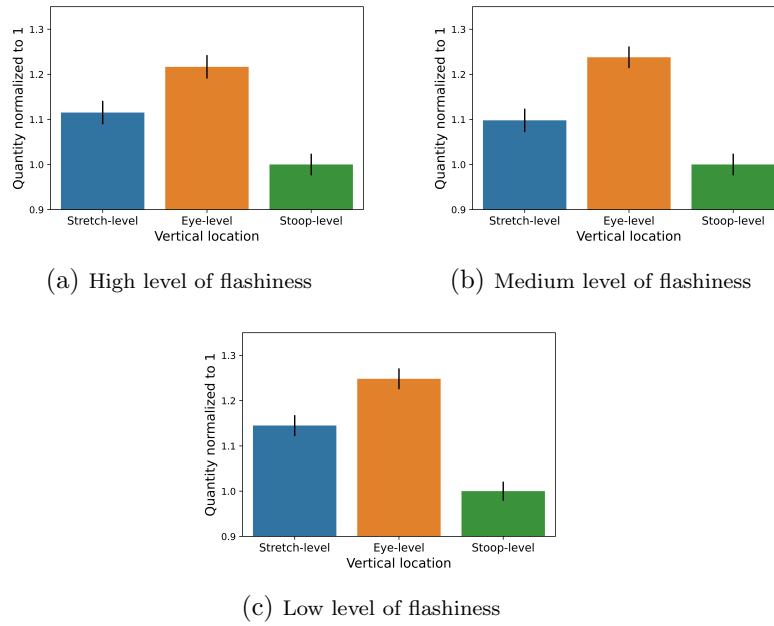 Quantity normalized to 1
1.3
1.2
1.1
1.0
0.9
Stretch-level Eye-level Stoop-level
Vertical location
(a) High level of flashiness
Quantity normalized to 1
1.3
1.2
1.1
1.0
0.9
Stretch-level Eye-level Stoop-level
Vertical location
(b) Medium level of flashiness
Quantity normalized to 1
1.3
1.2
1.1
1.0
0.9
Stretch-level Eye-level Stoop-level
Vertical location
(c) Low level of flashiness